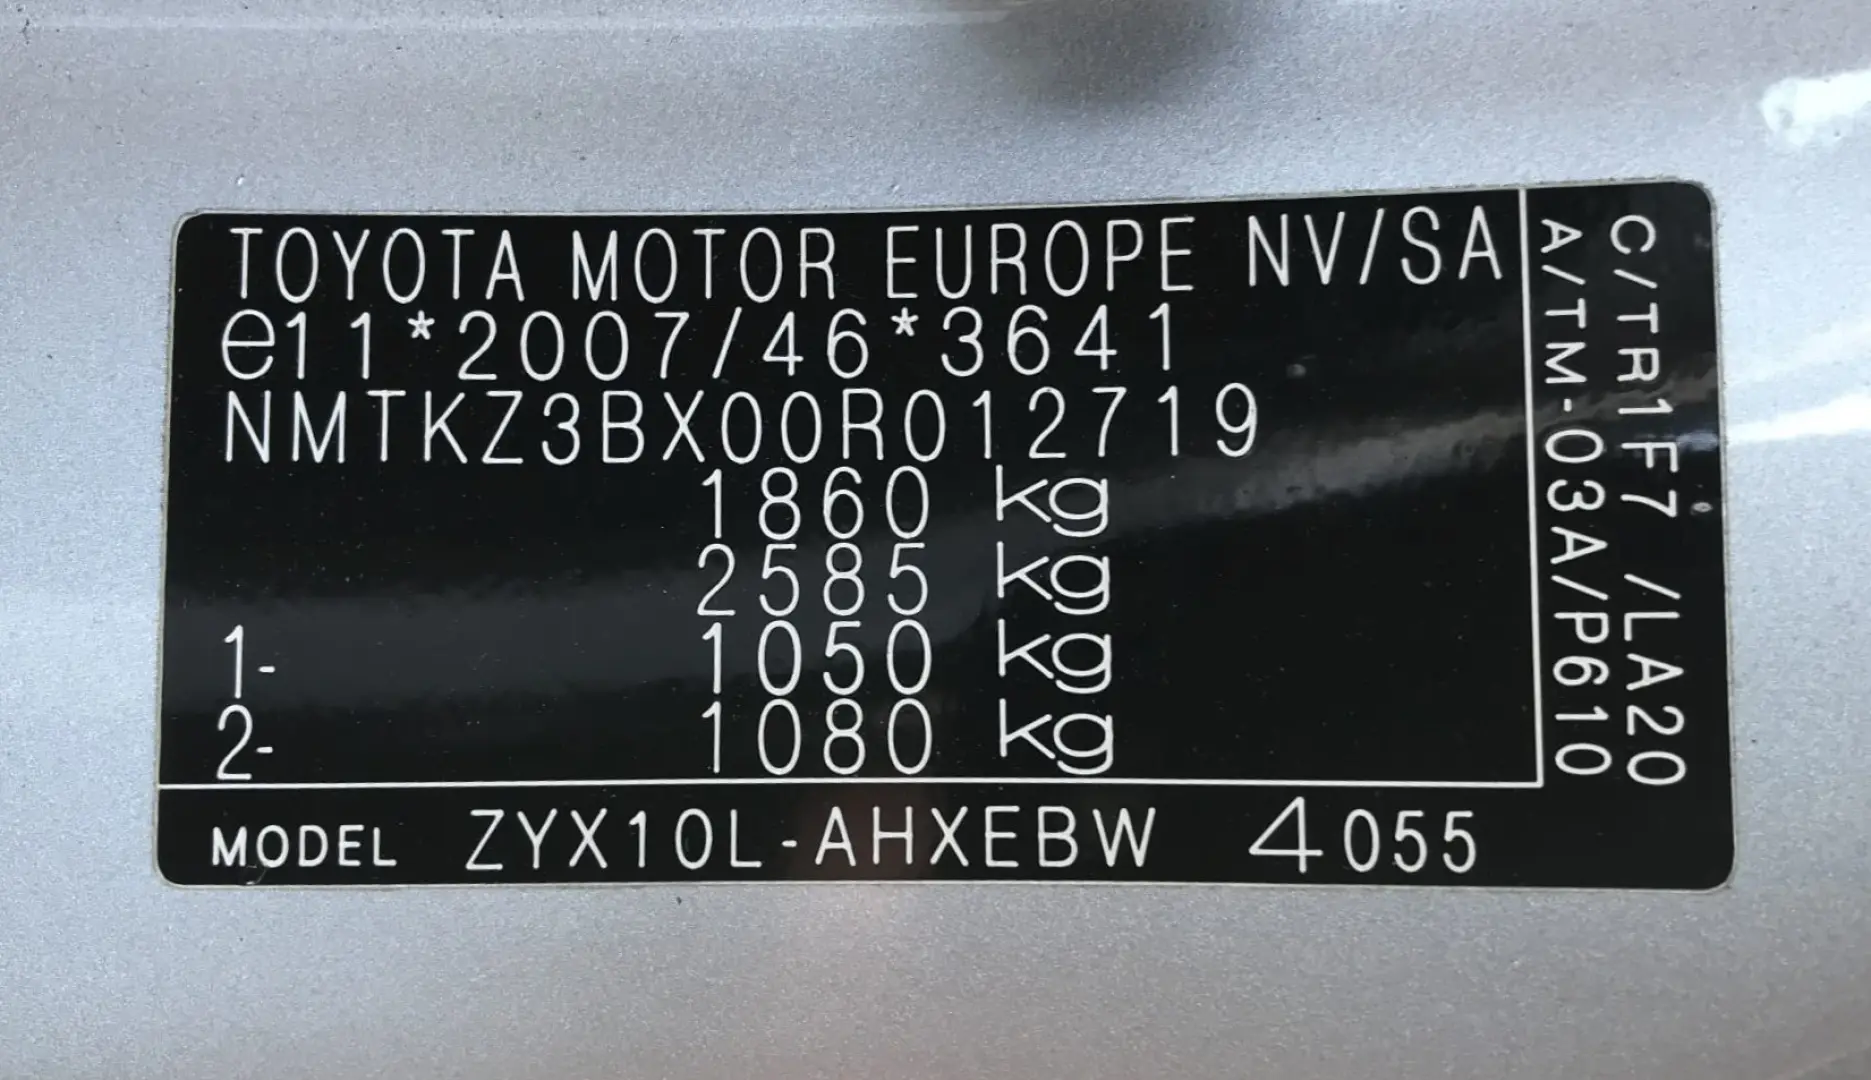 TOYOTA MOTOR EUROPE NV/SA
e11*2007/46*3641
NMTKZ3BX00R012719
1860 kg
2585 kg
1- 1050 kg
2- 1080 kg
MODEL ZYX10L-AHXEBW 4055
C/TR1F7 /LA20
A/TM-03A/P610